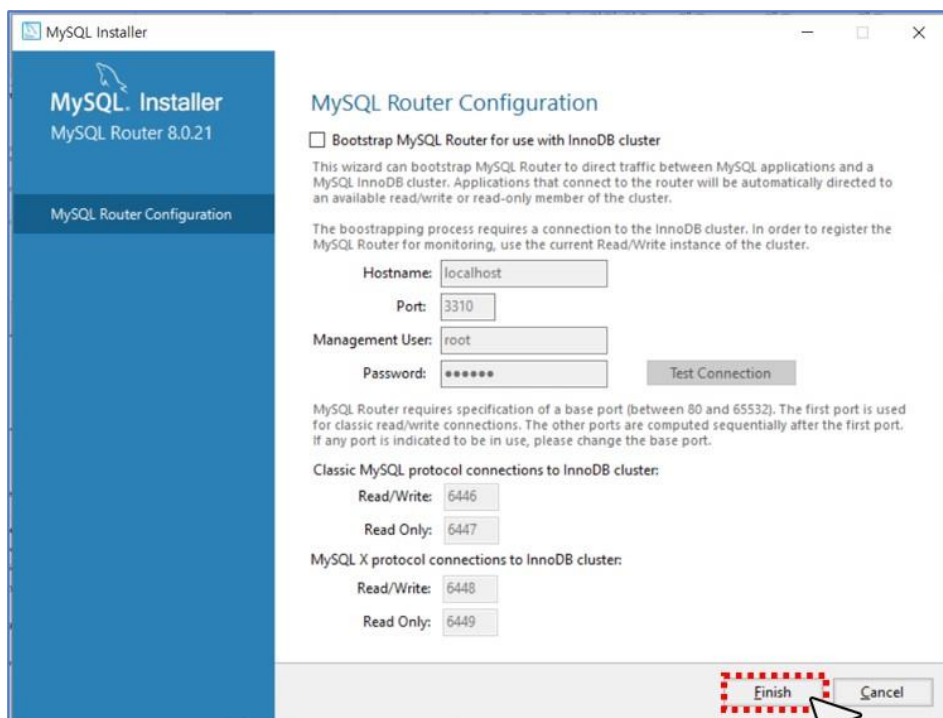 MySQL Installer
MySQL. Installer
MySQL Router 8.0.21
MySQL Router Configuration
MySQL Router Configuration
Bootstrap MySQL Router for use with InnoDB cluster
This wizard can bootstrap MySQL Router to direct traffic between MySQL applications and a
MySQL InnoDB cluster. Applications that connect to the router will be automatically directed to
an available read/write or read-only member of the cluster.
The boostrapping process requires a connection to the InnoDB cluster. In order to register the
MySQL Router for monitoring, use the current Read/Write instance of the cluster.
Hostname: localhost
Port: 3310
Management User: root
Password: ●●●●●● Test Connection
MySQL Router requires specification of a base port (between 80 and 65532). The first port is used
for classic read/write connections. The other ports are computed sequentially after the first port.
If any port is indicated to be in use, please change the base port.
Classic MySQL protocol connections to InnoDB cluster:
Read/Write: 6446
Read Only: 6447
MySQL X protocol connections to InnoDB cluster:
Read/Write: 6448
Read Only: 6449
Finish Cancel